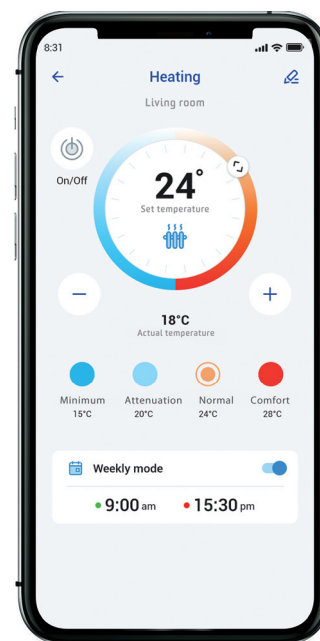 8:31
Heating
Living room
On/Off
24°
Set temperature
18°C
Actual temperature
Minimum Attenuation Normal Comfort
15°C 20°C 24°C 28°C
Weekly mode
9:00 am 15:30 pm